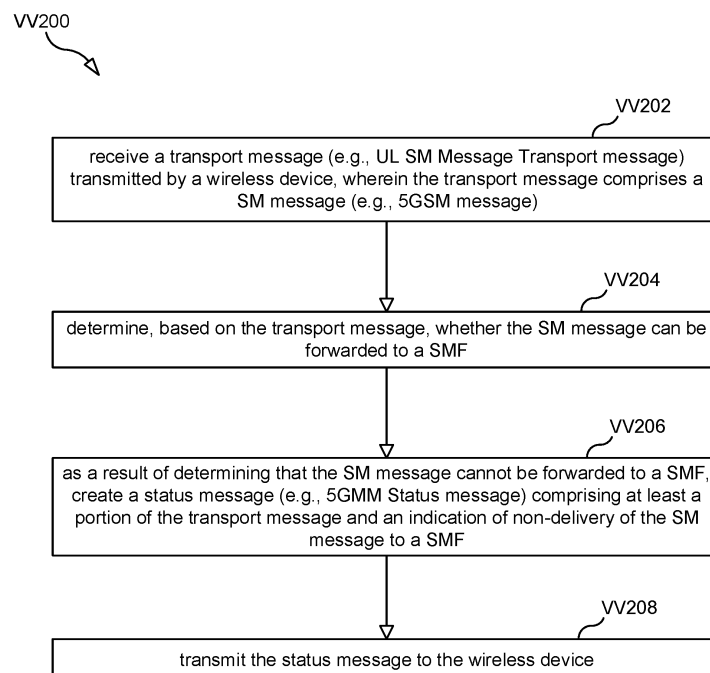 VV200
VV202
receive a transport message (e.g., UL SM Message Transport message)
transmitted by a wireless device, wherein the transport message comprises a
SM message (e.g., 5GSM message)
VV204
determine, based on the transport message, whether the SM message can be
forwarded to a SMF
VV206
as a result of determining that the SM message cannot be forwarded to a SMF,
create a status message (e.g., 5GMM Status message) comprising at least a
portion of the transport message and an indication of non-delivery of the SM
message to a SMF
VV208
transmit the status message to the wireless device